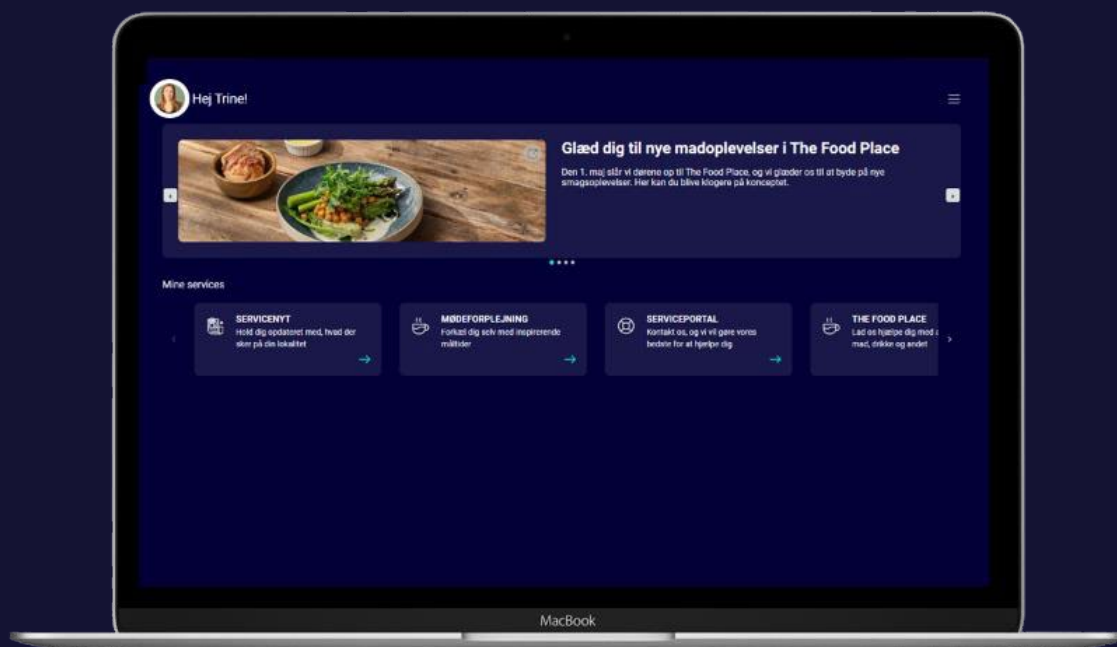 Hej Trine!
Glæd dig til nye madoplevelser i The Food Place
Den 1. maj slår vi dørene op til The Food Place, og vi glæder os til at byde på nye
smagsoplevelser. Her kan du blive klogere på konceptet.
Mine services
SERVICENYT
Hold dig opdateret med, hvad der
sker på din lokalitet
MØDEFORPLEJNING
Forkæl dig selv med inspirerende
måltider
SERVICEPORTAL
Kontakt os, og vi vil gøre vores
bedste for at hjælpe dig
THE FOOD PLACE
Lad os hjælpe dig med
mad, drikke og andet
MacBook